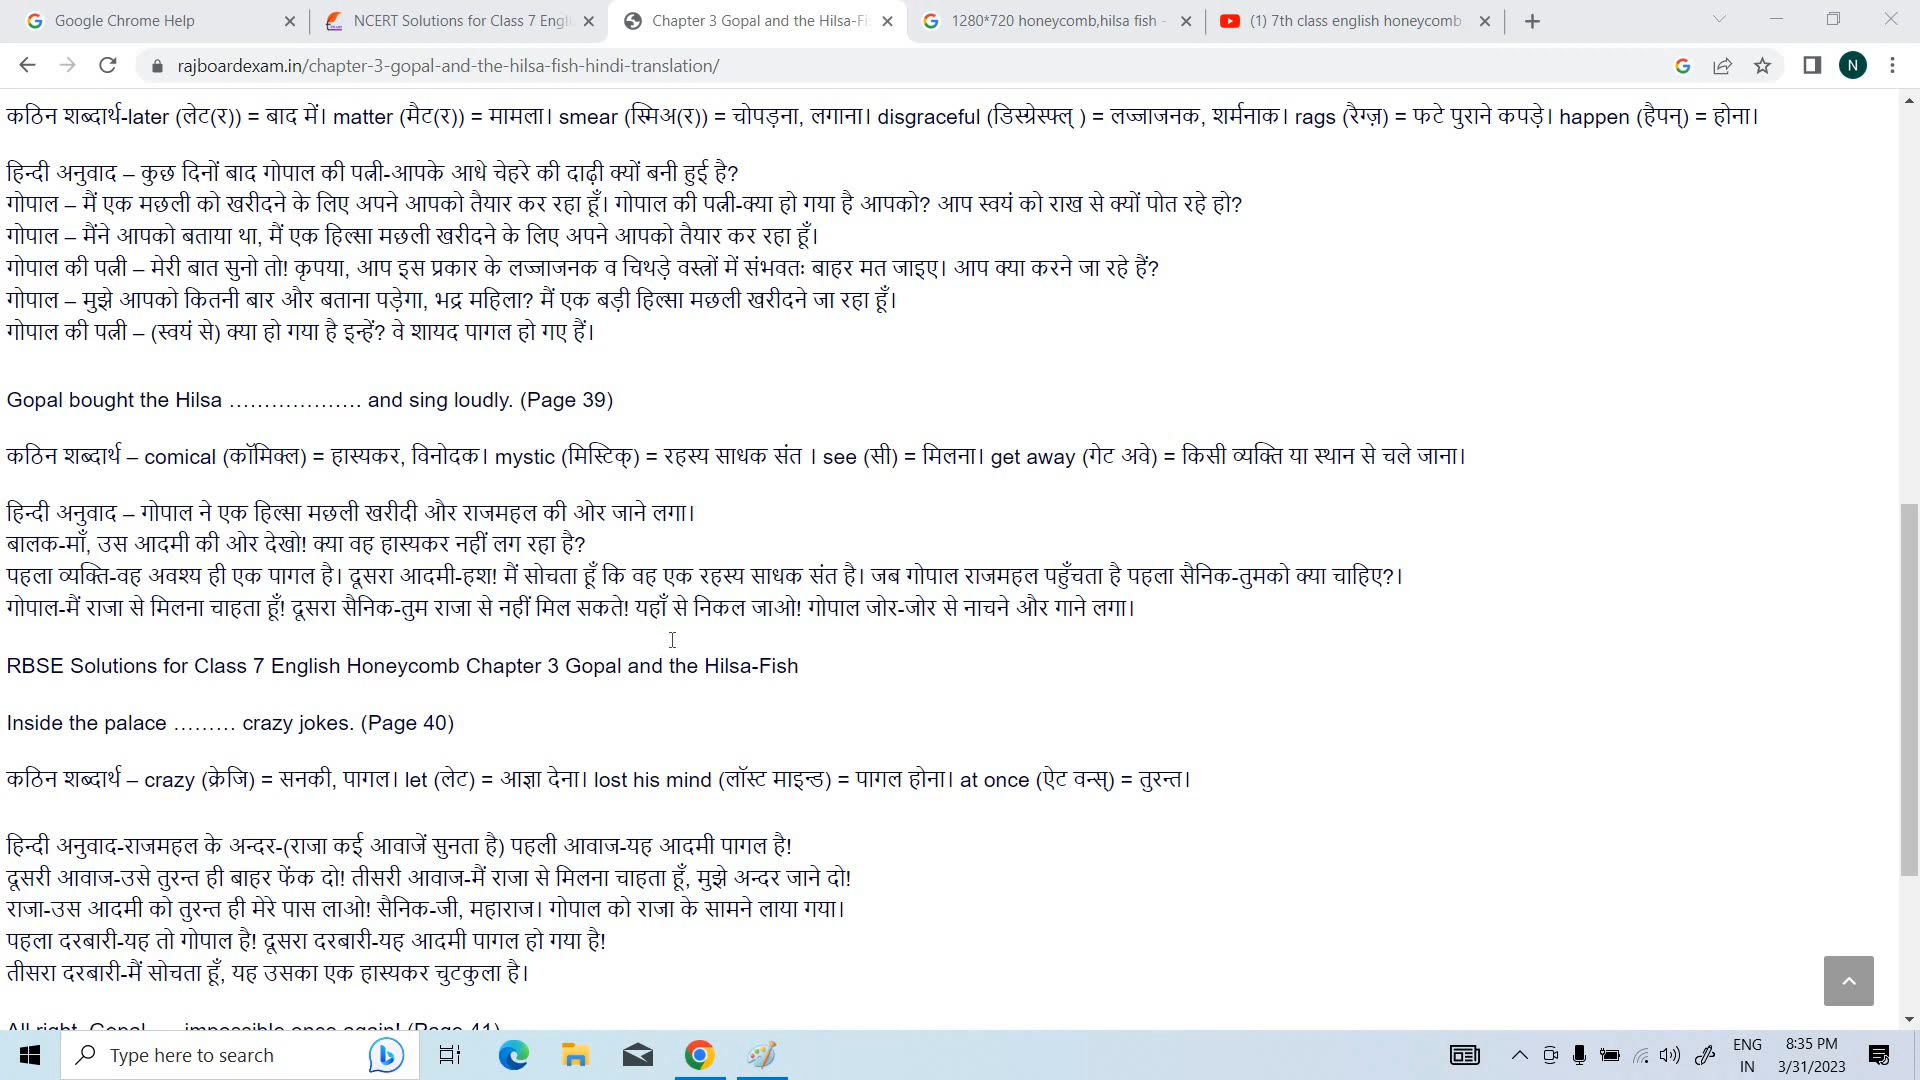 Google Chrome Help
NCERT Solutions for Class 7 Engli
Chapter 3 Gopal and the Hilsa-Fi
1280*720 honeycomb,hilsa fish -
(1) 7th class english honeycomb
rajboardexam.in/chapter-3-gopal-and-the-hilsa-fish-hindi-translation/
N
कठिन शब्दार्थ-later (लेट(र)) = बाद में। matter (मैट(र)) = मामला। smear (स्मिअ(र)) = चोपड़ना, लगाना। disgraceful (डिस्ग्रेस्फ्ल् ) = लज्जाजनक, शर्मनाक। rags (रैग्ज़) = फटे पुराने कपड़े। happen (हैपन्) = होना।
हिन्दी अनुवाद – कुछ दिनों बाद गोपाल की पत्नी-आपके आधे चेहरे की दाढ़ी क्यों बनी हुई है?
गोपाल – मैं एक मछली को खरीदने के लिए अपने आपको तैयार कर रहा हूँ। गोपाल की पत्नी-क्या हो गया है आपको? आप स्वयं को राख से क्यों पोत रहे हो?
गोपाल – मैंने आपको बताया था, मैं एक हिल्सा मछली खरीदने के लिए अपने आपको तैयार कर रहा हूँ।
गोपाल की पत्नी – मेरी बात सुनो तो! कृपया, आप इस प्रकार के लज्जाजनक व चिथड़े वस्त्रों में संभवतः बाहर मत जाइए। आप क्या करने जा रहे हैं?
गोपाल – मुझे आपको कितनी बार और बताना पड़ेगा, भद्र महिला? मैं एक बड़ी हिल्सा मछली खरीदने जा रहा हूँ।
गोपाल की पत्नी – (स्वयं से) क्या हो गया है इन्हें? वे शायद पागल हो गए हैं।
Gopal bought the Hilsa ………………. and sing loudly. (Page 39)
कठिन शब्दार्थ – comical (कॉमिक्ल) = हास्यकर, विनोदक। mystic (मिस्टिक्) = रहस्य साधक संत । see (सी) = मिलना। get away (गेट अवे) = किसी व्यक्ति या स्थान से चले जाना।
हिन्दी अनुवाद – गोपाल ने एक हिल्सा मछली खरीदी और राजमहल की ओर जाने लगा।
बालक-माँ, उस आदमी की ओर देखो! क्या वह हास्यकर नहीं लग रहा है?
पहला व्यक्ति-वह अवश्य ही एक पागल है। दूसरा आदमी-हश! मैं सोचता हूँ कि वह एक रहस्य साधक संत है। जब गोपाल राजमहल पहुँचता है पहला सैनिक-तुमको क्या चाहिए?।
गोपाल-मैं राजा से मिलना चाहता हूँ! दूसरा सैनिक-तुम राजा से नहीं मिल सकते! यहाँ से निकल जाओ! गोपाल जोर-जोर से नाचने और गाने लगा।
RBSE Solutions for Class 7 English Honeycomb Chapter 3 Gopal and the Hilsa-Fish
Inside the palace ……… crazy jokes. (Page 40)
कठिन शब्दार्थ – crazy (क्रेजि) = सनकी, पागल। let (लेट) = आज्ञा देना। lost his mind (लॉस्ट माइन्ड) = पागल होना। at once (ऐट वन्स्) = तुरन्त।
हिन्दी अनुवाद-राजमहल के अन्दर-(राजा कई आवाजें सुनता है) पहली आवाज-यह आदमी पागल है!
दूसरी आवाज-उसे तुरन्त ही बाहर फेंक दो! तीसरी आवाज-मैं राजा से मिलना चाहता हूँ, मुझे अन्दर जाने दो!
राजा-उस आदमी को तुरन्त ही मेरे पास लाओ! सैनिक-जी, महाराज। गोपाल को राजा के सामने लाया गया।
पहला दरबारी-यह तो गोपाल है! दूसरा दरबारी-यह आदमी पागल हो गया है!
तीसरा दरबारी-मैं सोचता हूँ, यह उसका एक हास्यकर चुटकुला है।
All right, Gopal ... impossible once again! (Page 41)
Type here to search
ENG
IN
8:35 PM
3/31/2023